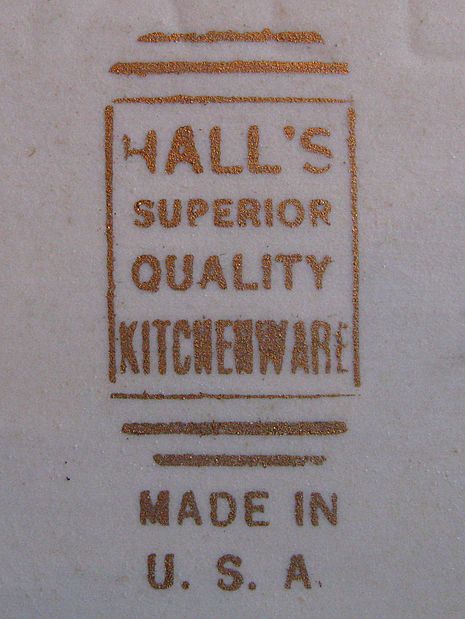 HALL'S
SUPERIOR
QUALITY
KITCHENWARE
MADE IN
U. S. A.